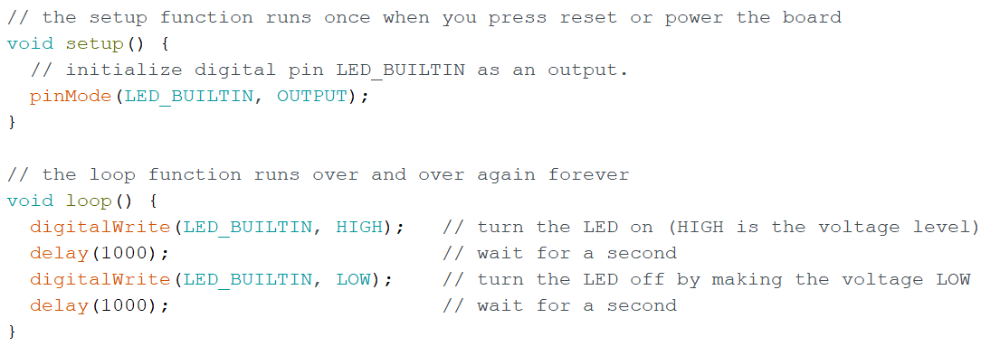 // the setup function runs once when you press reset or power the board
void setup() {
  // initialize digital pin LED_BUILTIN as an output.
  pinMode(LED_BUILTIN, OUTPUT);
}

// the loop function runs over and over again forever
void loop() {
  digitalWrite(LED_BUILTIN, HIGH);   // turn the LED on (HIGH is the voltage level)
  delay(1000);                       // wait for a second
  digitalWrite(LED_BUILTIN, LOW);    // turn the LED off by making the voltage LOW
  delay(1000);                       // wait for a second
}